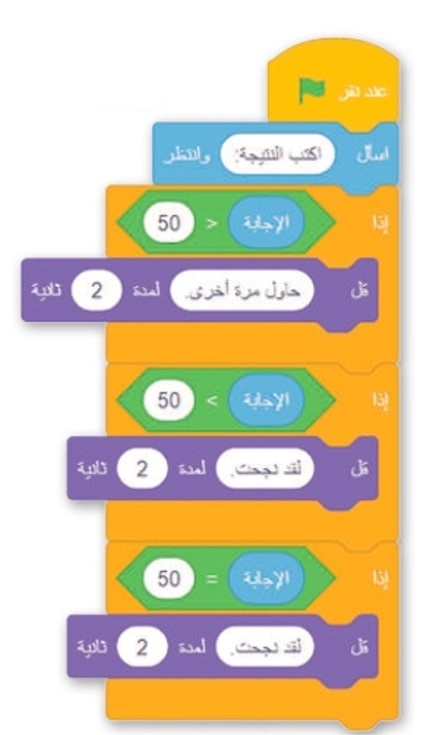 عند نقر
اسأل اكتب النتيجة: وانتظر
إذا الإجابة < 50
قل حاول مرة أخرى. لمدة 2 ثانية
إذا الإجابة > 50
قل لقد نجحت. لمدة 2 ثانية
إذا الإجابة = 50
قل لقد نجحت. لمدة 2 ثانية